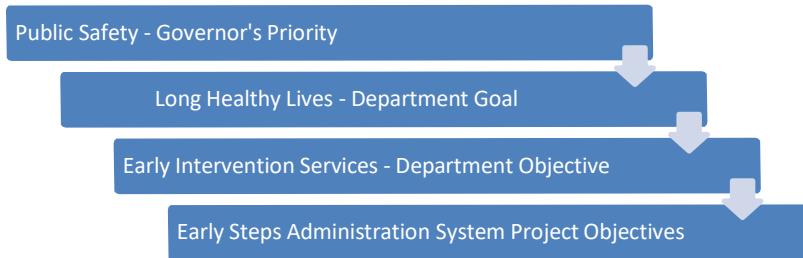 Public Safety - Governor's Priority
Long Healthy Lives - Department Goal
Early Intervention Services - Department Objective
Early Steps Administration System Project Objectives